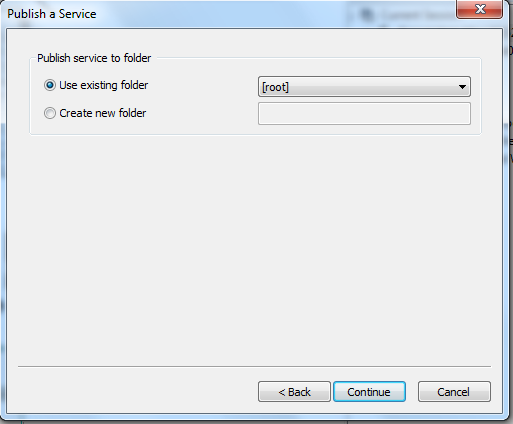 Publish a Service
Publish service to folder
Use existing folder
[root]
Create new folder
< Back
Continue
Cancel